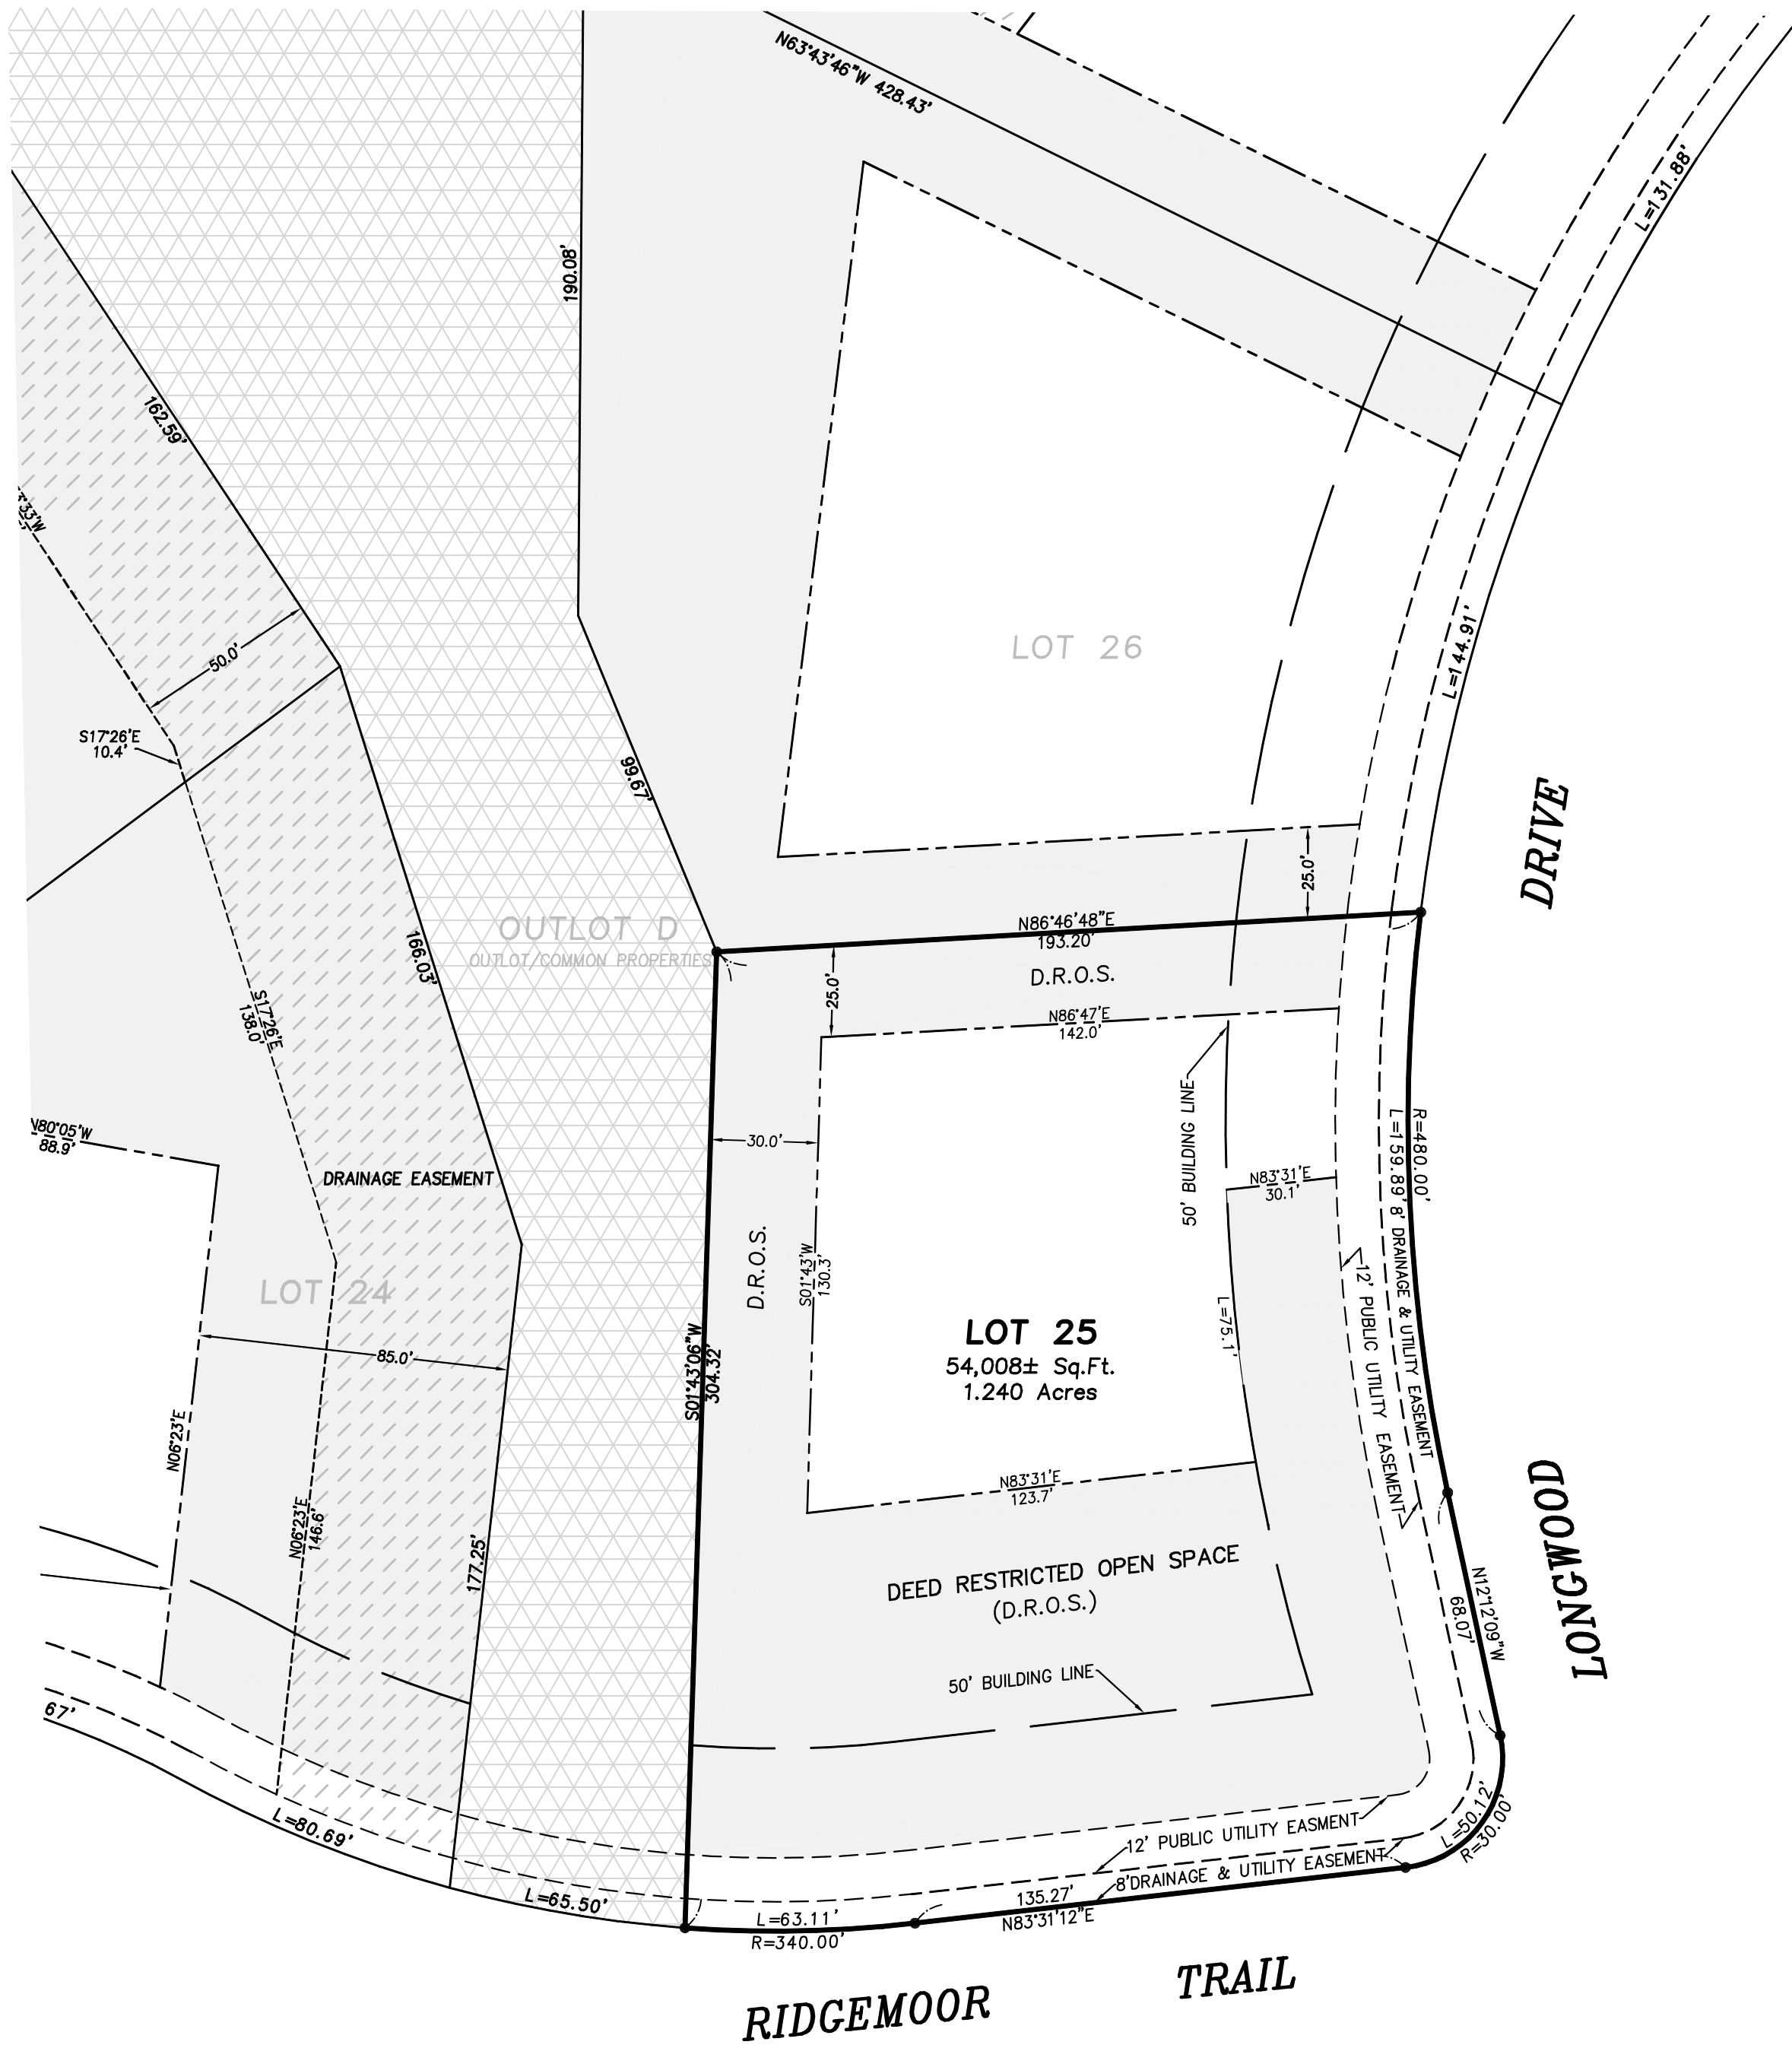 N63°43'46"W 428.43'
L=131.88'
190.08'
162.59'
50.0'
S17°26'E
10.4'
LOT 26
L=144.91'
99.67'
DRIVE
25.0'
N86°46'48"E
193.20'
D.R.O.S.
OUTLOT D
OUTLOT/COMMON PROPERTIES
166.03'
25.0'
N86°47'E
142.0'
S17°26'E
138.0'
N80°05'W
88.9'
DRAINAGE EASEMENT
30.0'
50' BUILDING LINE
N83°31'E
30.1'
R=480.00'
L=159.89'
8' DRAINAGE & UTILITY EASEMENT
12' PUBLIC UTILITY EASEMENT
D.R.O.S.
S01°43'W
130.3'
LOT 24
85.0'
S01°43'06"W
304.32'
LOT 25
54,008± Sq.Ft.
1.240 Acres
L=75.1'
N06°23'E
N06°23'E
146.6'
177.25'
N83°31'E
123.7'
DEED RESTRICTED OPEN SPACE
(D.R.O.S.)
50' BUILDING LINE
N12°12'09"W
68.07'
LONGWOOD
67'
L=80.69'
L=65.50'
12' PUBLIC UTILITY EASMENT
8'DRAINAGE & UTILITY EASEMENT
L=50.12'
R=30.00'
L=63.11'
R=340.00'
135.27'
N83°31'12"E
RIDGEMOOR TRAIL